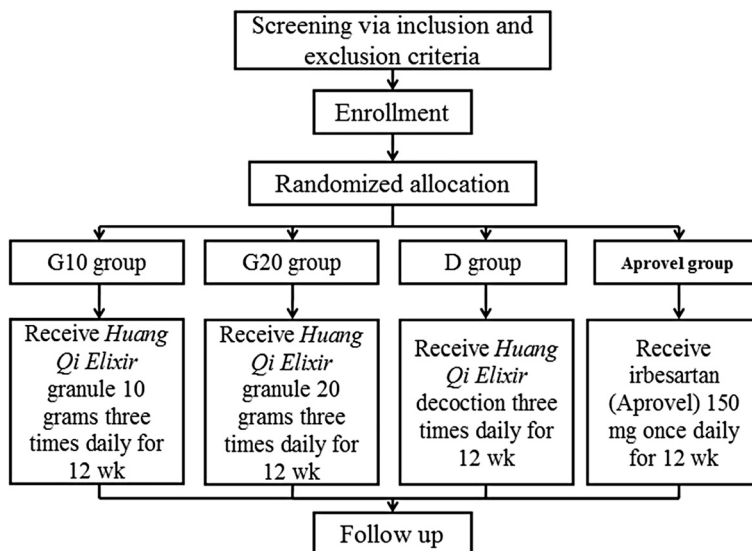 Screening via inclusion and
exclusion criteria
Enrollment
Randomized allocation
G10 group
G20 group
D group
Aprovel group
Receive Huang
Qi Elixir
granule 10
grams three
times daily for
12 wk
Receive Huang
Qi Elixir
granule 20
grams three
times daily for
12 wk
Receive Huang
Qi Elixir
decoction three
times daily for
12 wk
Receive
irbesartan
(Aprovel) 150
mg once daily
for 12 wk
Follow up